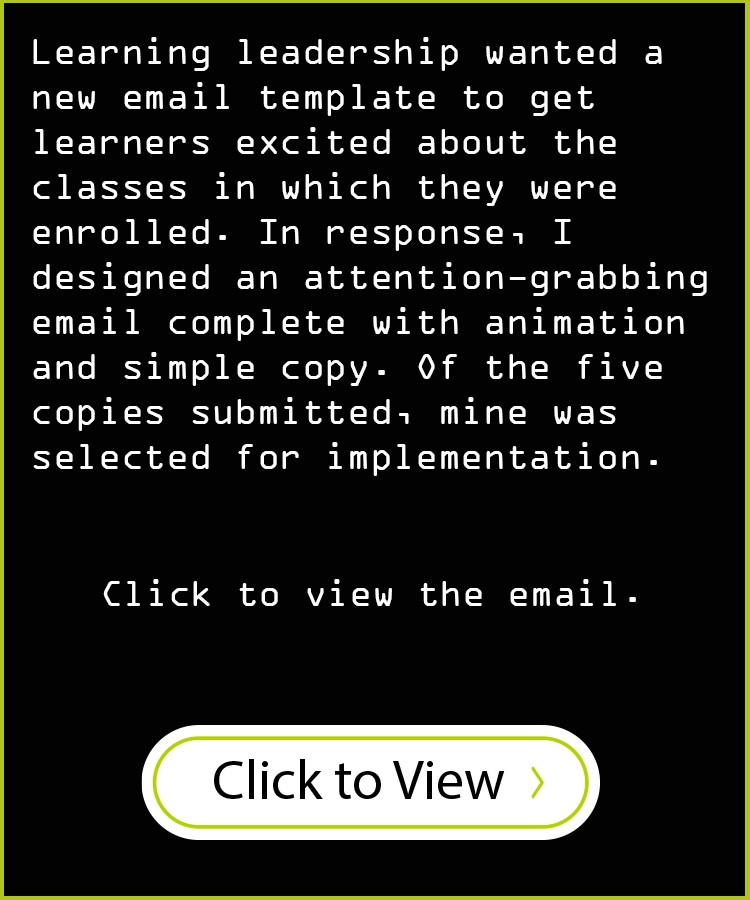 Learning leadership wanted a
new email template to get
learners excited about the
classes in which they were
enrolled. In response, I
designed an attention-grabbing
email complete with animation
and simple copy. Of the five
copies submitted, mine was
selected for implementation.
Click to view the email.
Click to View